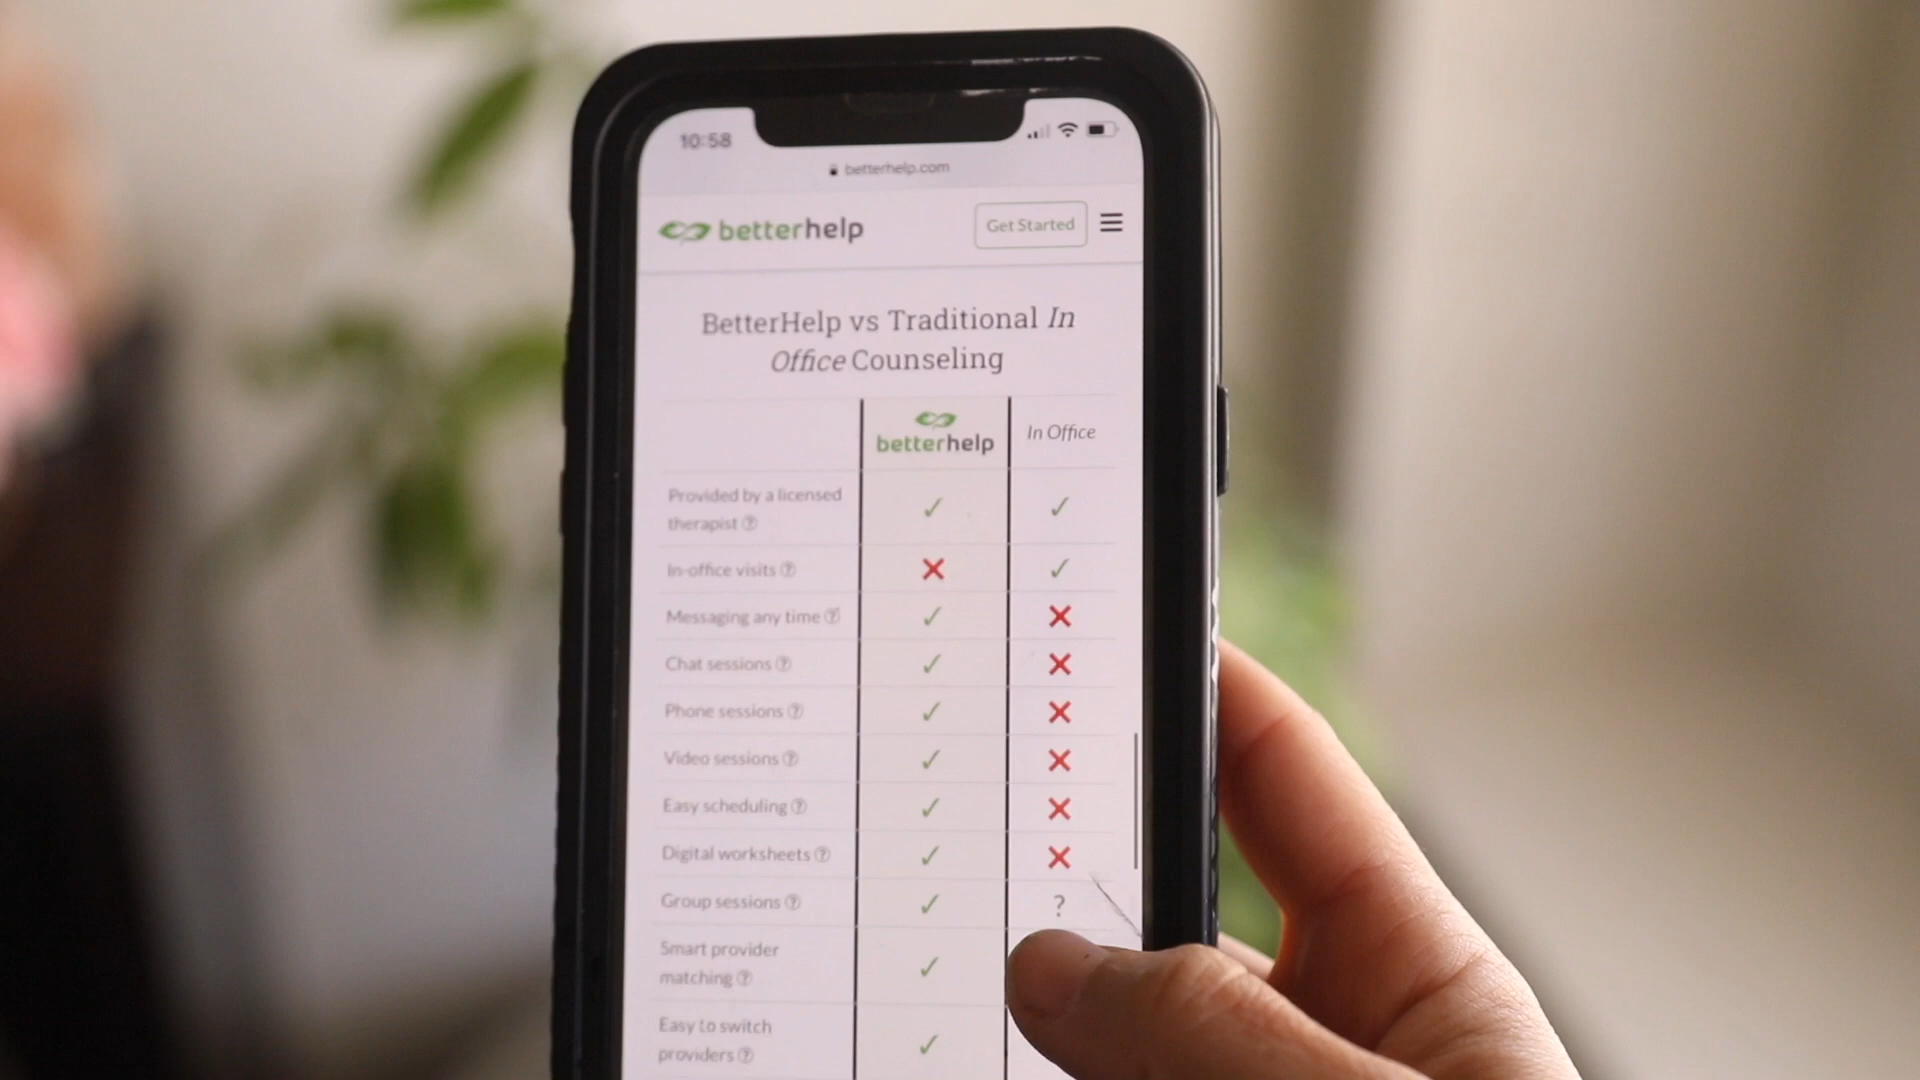 10:58
betterhelp.com
betterhelp
Get Started
BetterHelp vs Traditional In
Office Counseling
betterhelp
In Office
Provided by a licensed
therapist ?
✓ ✓
In-office visits ? ✕ ✓
Messaging any time ? ✓ ✕
Chat sessions ? ✓ ✕
Phone sessions ? ✓ ✕
Video sessions ? ✓ ✕
Easy scheduling ? ✓ ✕
Digital worksheets ? ✓ ✕
Group sessions ? ✓ ?
Smart provider
matching ?
✓
Easy to switch
providers ?
✓